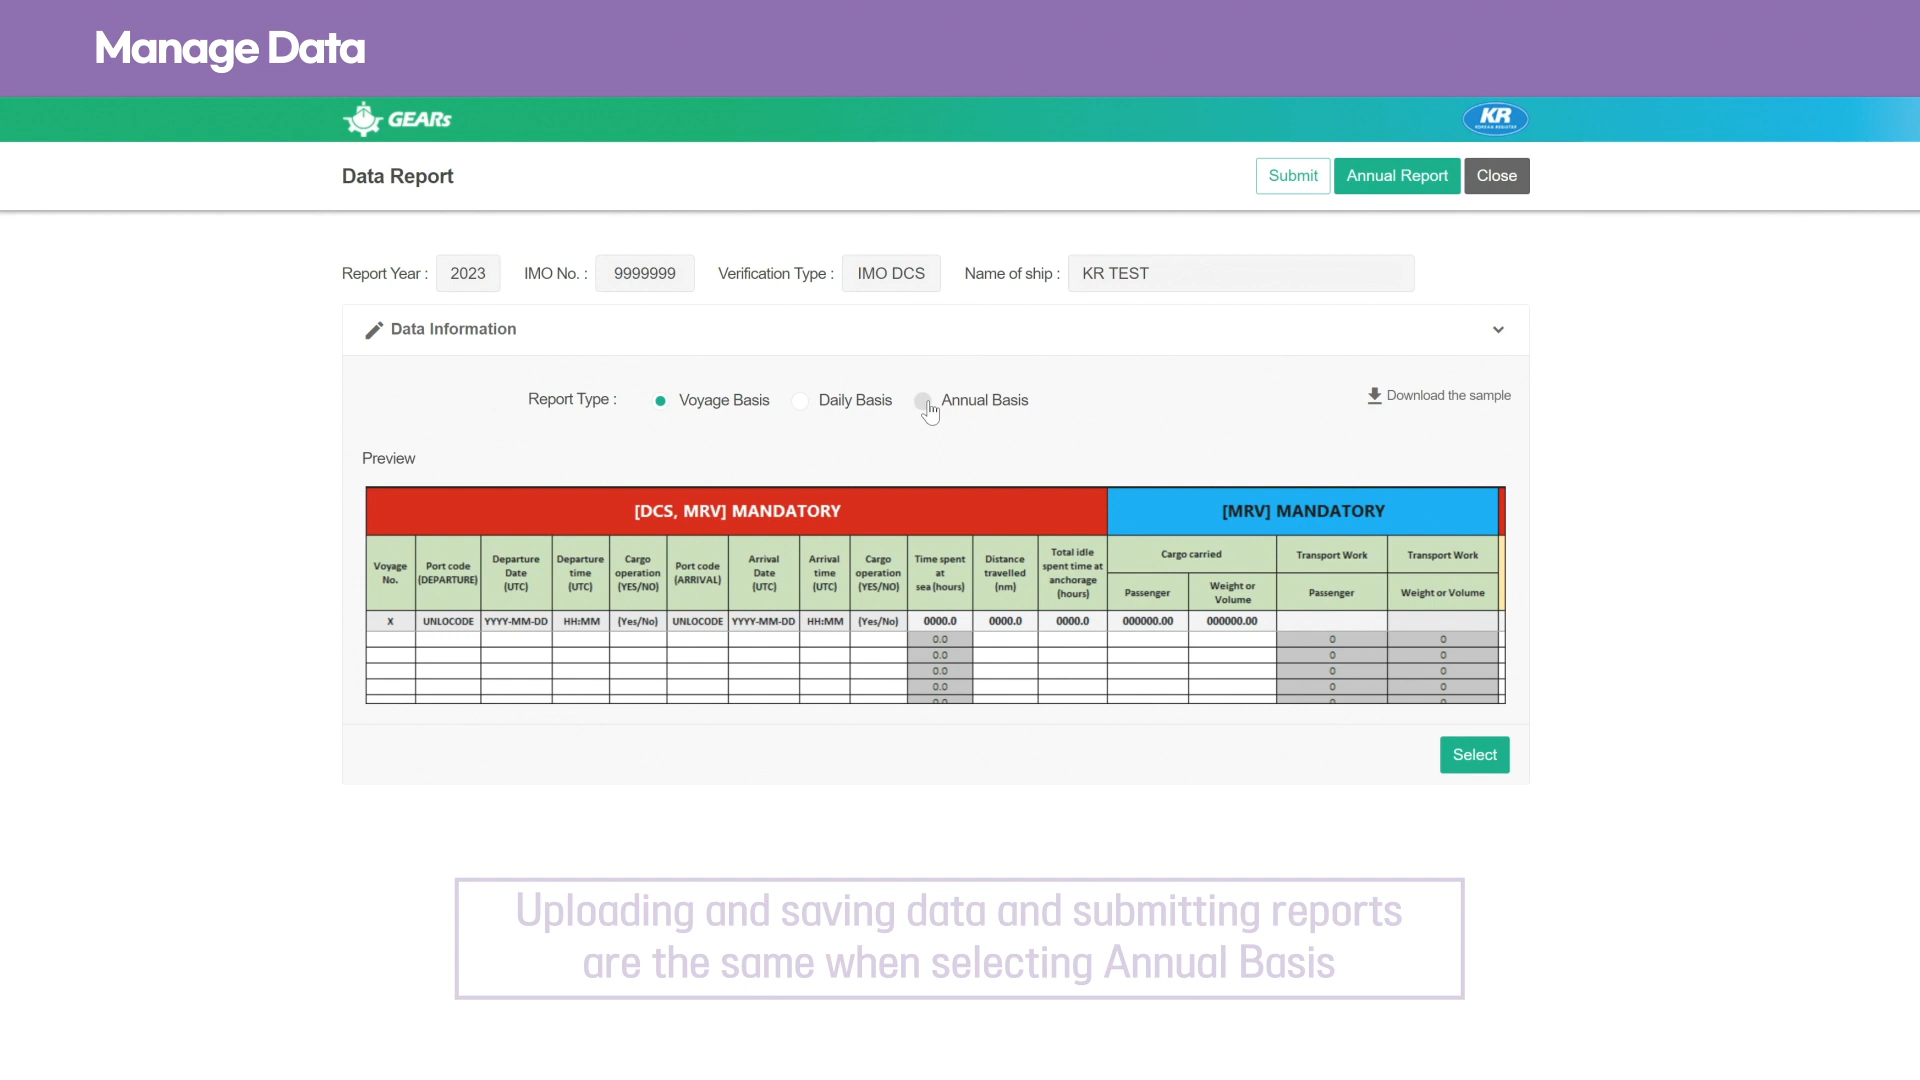 Manage Data
GEARs
KR
KOREAN REGISTER
Data Report
Submit
Annual Report
Close
Report Year :
2023
IMO No. :
9999999
Verification Type :
IMO DCS
Name of ship :
KR TEST
Data Information
Report Type :
Voyage Basis
Daily Basis
Annual Basis
Download the sample
Preview
[DCS, MRV] MANDATORY
[MRV] MANDATORY
Voyage
No.
Port code
(DEPARTURE)
Departure
Date
(UTC)
Departure
time
(UTC)
Cargo
operation
(YES/NO)
Port code
(ARRIVAL)
Arrival
Date
(UTC)
Arrival
time
(UTC)
Cargo
operation
(YES/NO)
Time spent
at
sea (hours)
Distance
travelled
(nm)
Total idle
spent time at
anchorage
(hours)
Cargo carried
Passenger
Weight or
Volume
Transport Work
Passenger
Transport Work
Weight or Volume
X UNLOCODE YYYY-MM-DD HH:MM (Yes/No) UNLOCODE YYYY-MM-DD HH:MM (Yes/No) 0000.0 0000.0 0000.0 000000.00 000000.00
0.0 0 0
0.0 0 0
0.0 0 0
0.0 0 0
0.0 0 0
Select
Uploading and saving data and submitting reports
are the same when selecting Annual Basis